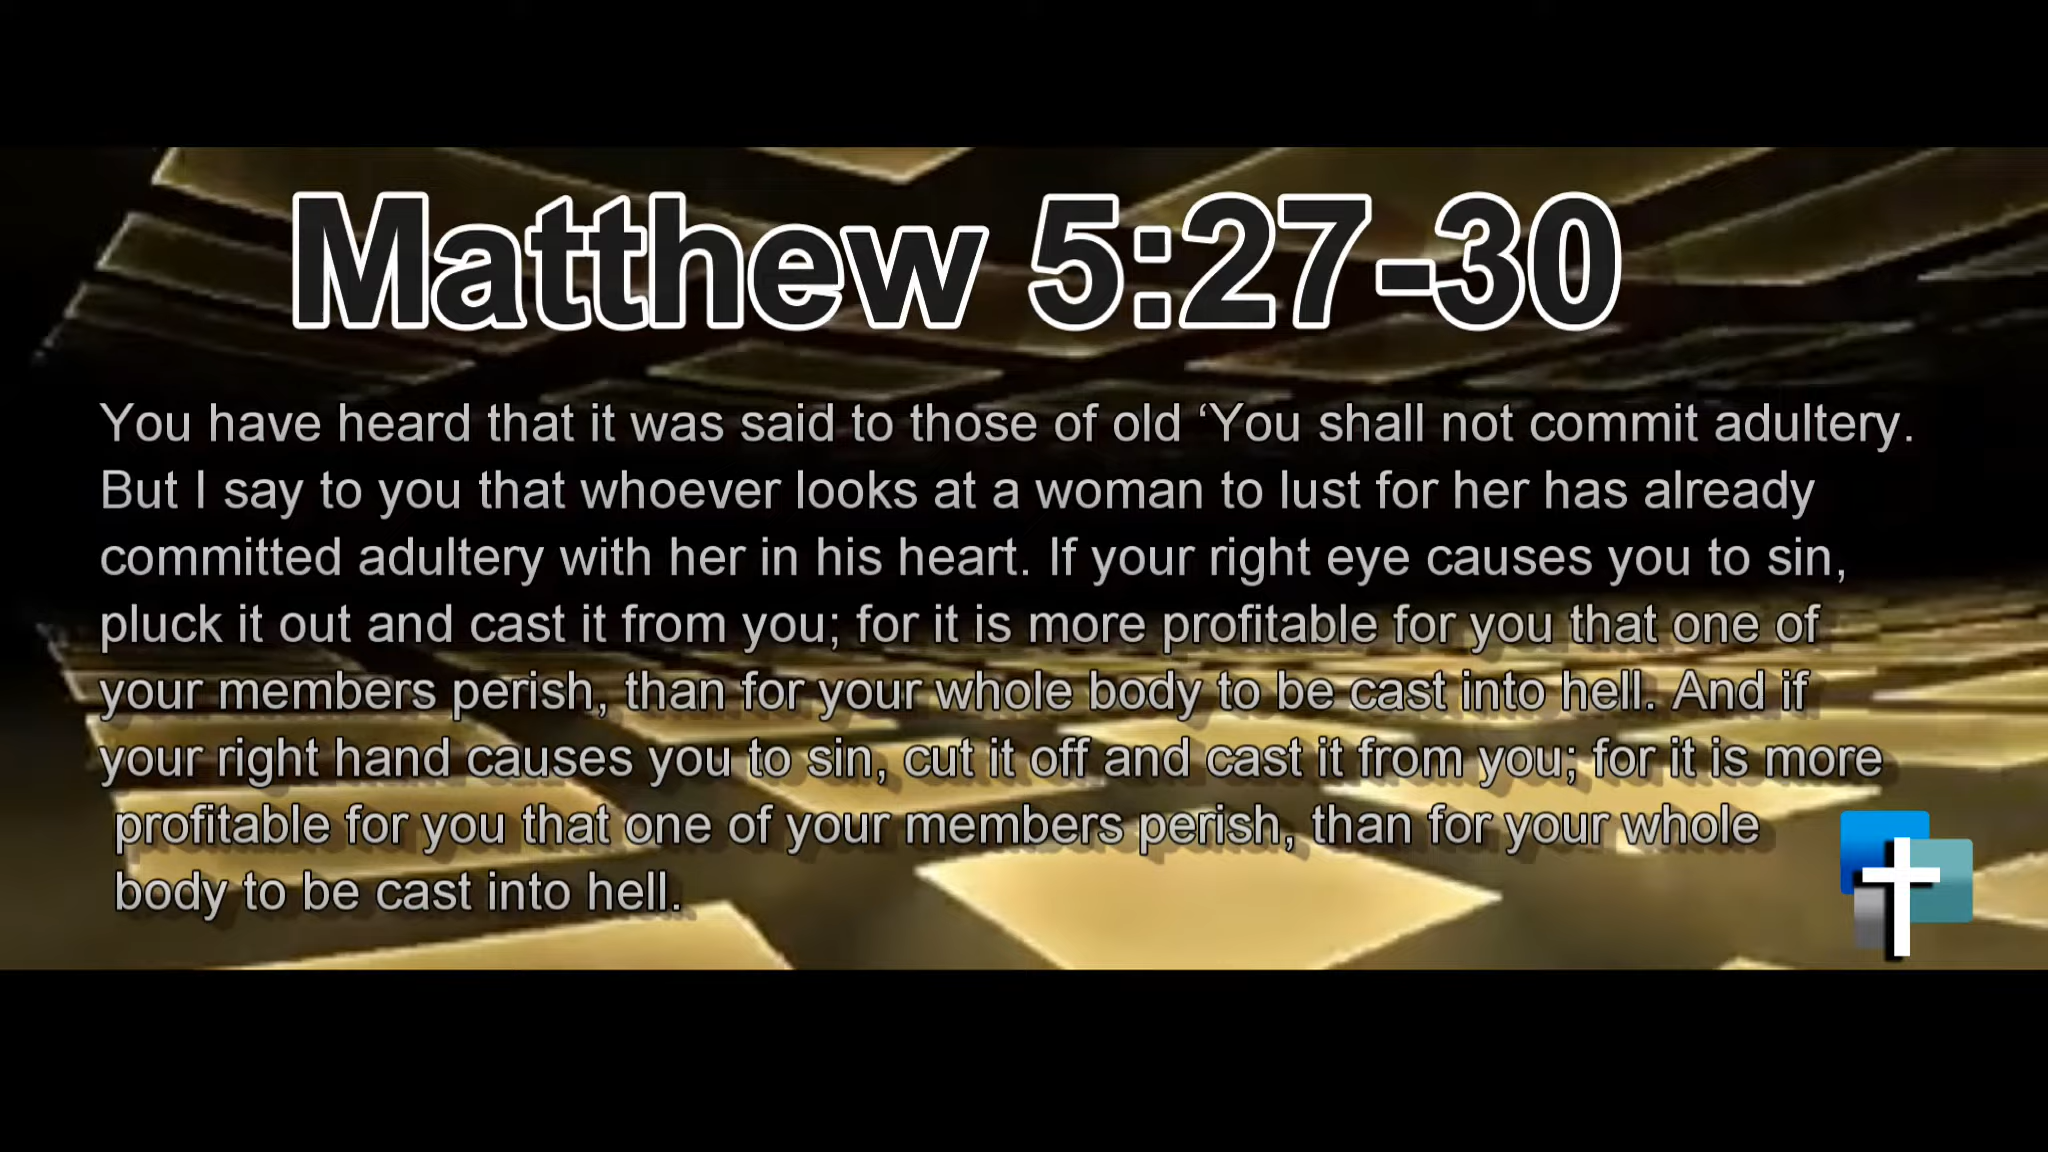 Matthew 5:27-30
You have heard that it was said to those of old ‘You shall not commit adultery.
But I say to you that whoever looks at a woman to lust for her has already
committed adultery with her in his heart. If your right eye causes you to sin,
pluck it out and cast it from you; for it is more profitable for you that one of
your members perish, than for your whole body to be cast into hell. And if
your right hand causes you to sin, cut it off and cast it from you; for it is more
profitable for you that one of your members perish, than for your whole
body to be cast into hell.